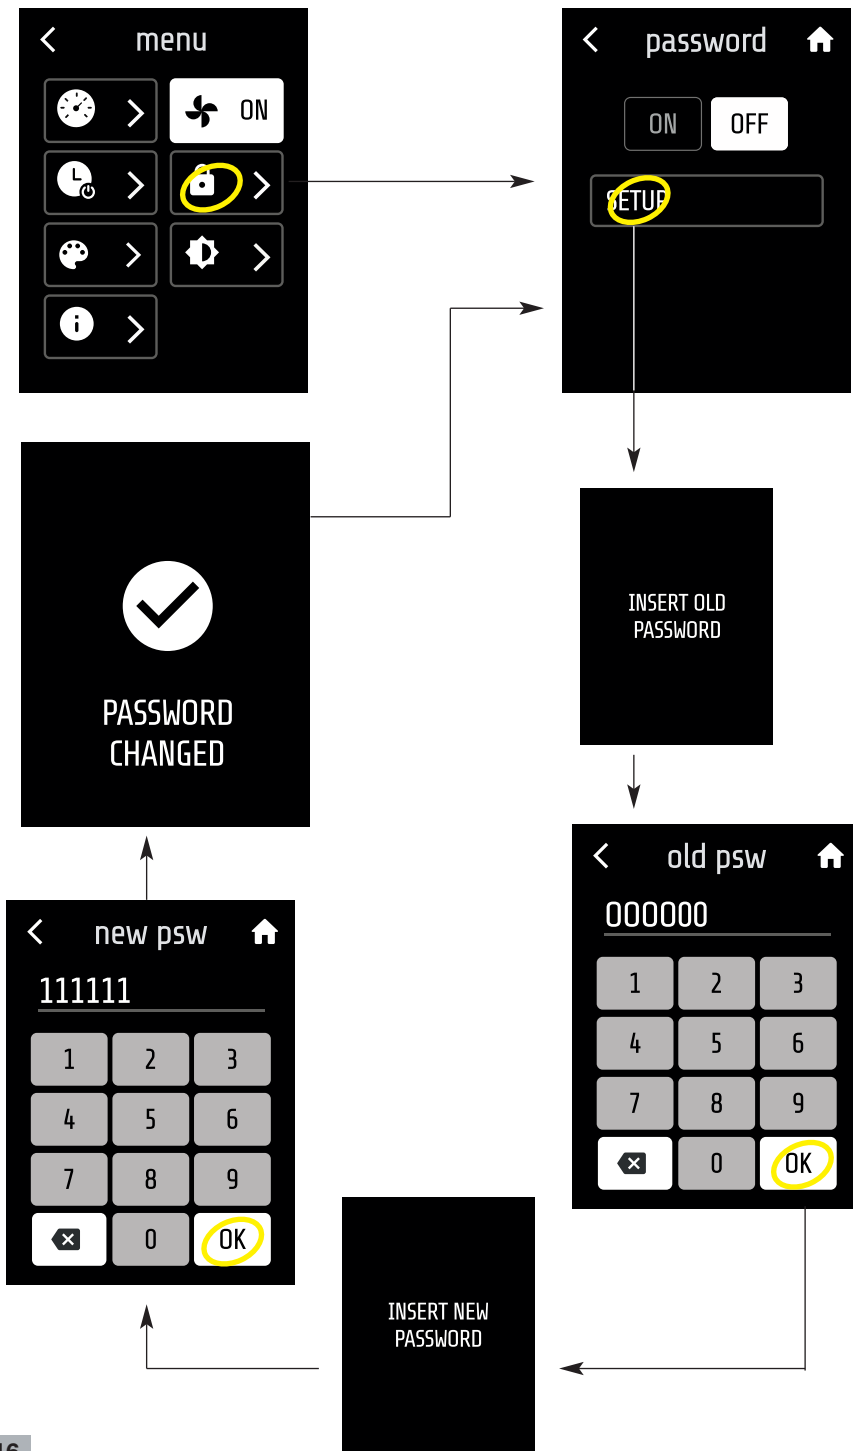 menu
ON
password
ON
OFF
SETUP
INSERT OLD
PASSWORD
old psw
000000
1 2 3
4 5 6
7 8 9
0 OK
INSERT NEW
PASSWORD
new psw
111111
1 2 3
4 5 6
7 8 9
0 OK
PASSWORD
CHANGED